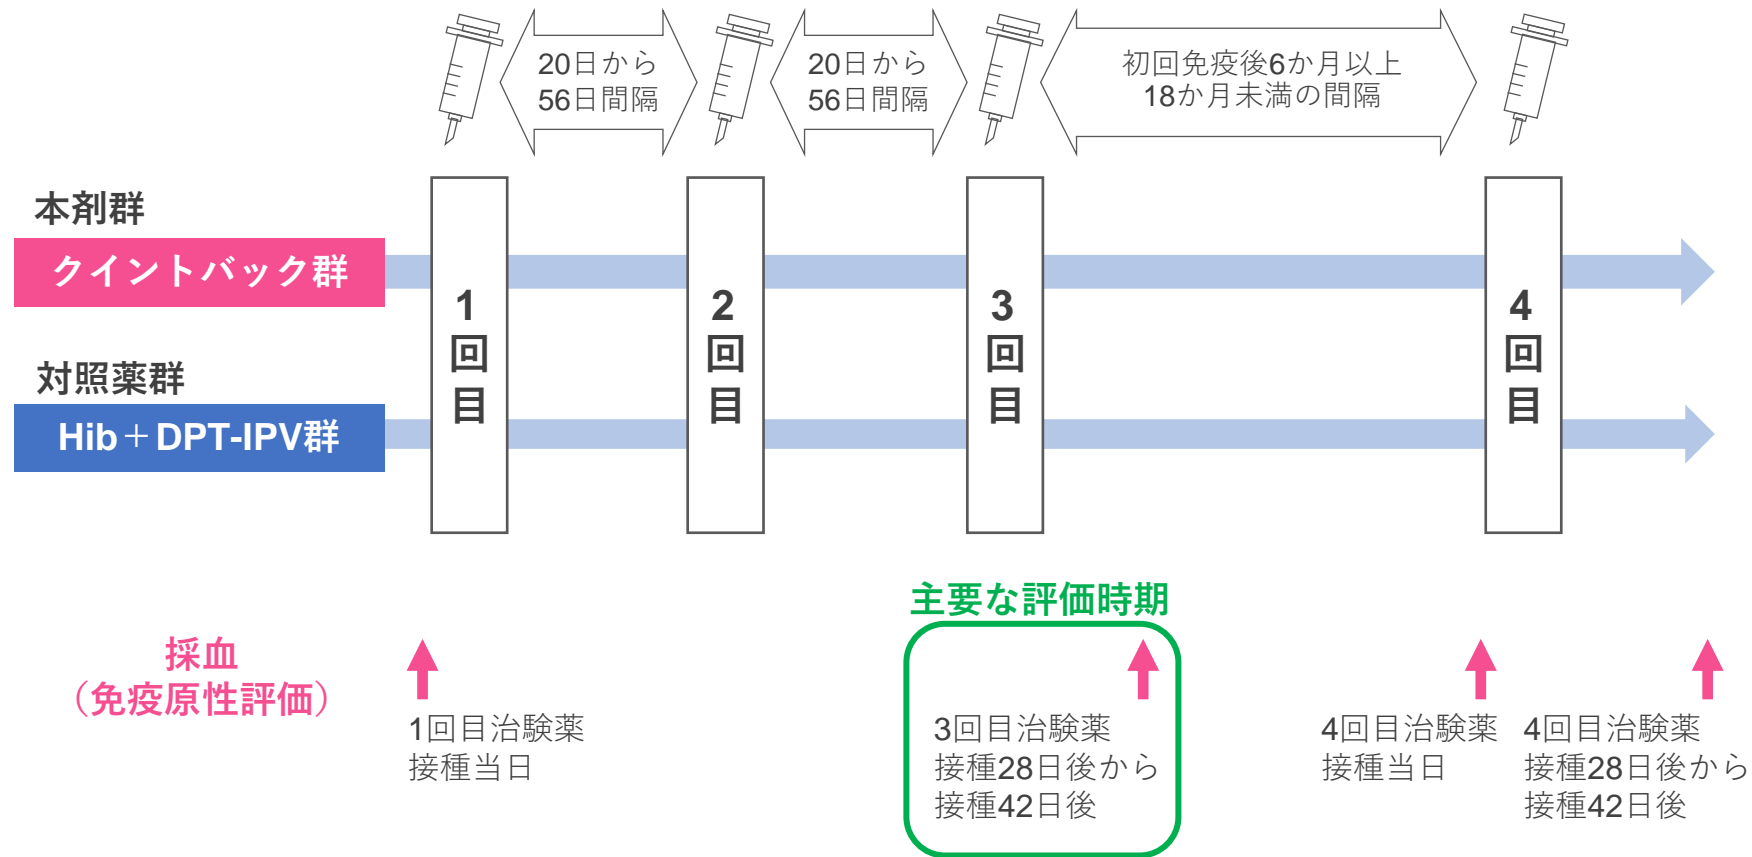 20日から
56日間隔
20日から
56日間隔
初回免疫後6か月以上
18か月未満の間隔
本剤群
クイントバック群
対照薬群
Hib＋DPT-IPV群
1
回
目
2
回
目
3
回
目
4
回
目
主要な評価時期
採血
（免疫原性評価）
1回目治験薬
接種当日
3回目治験薬
接種28日後から
接種42日後
4回目治験薬
接種当日
4回目治験薬
接種28日後から
接種42日後